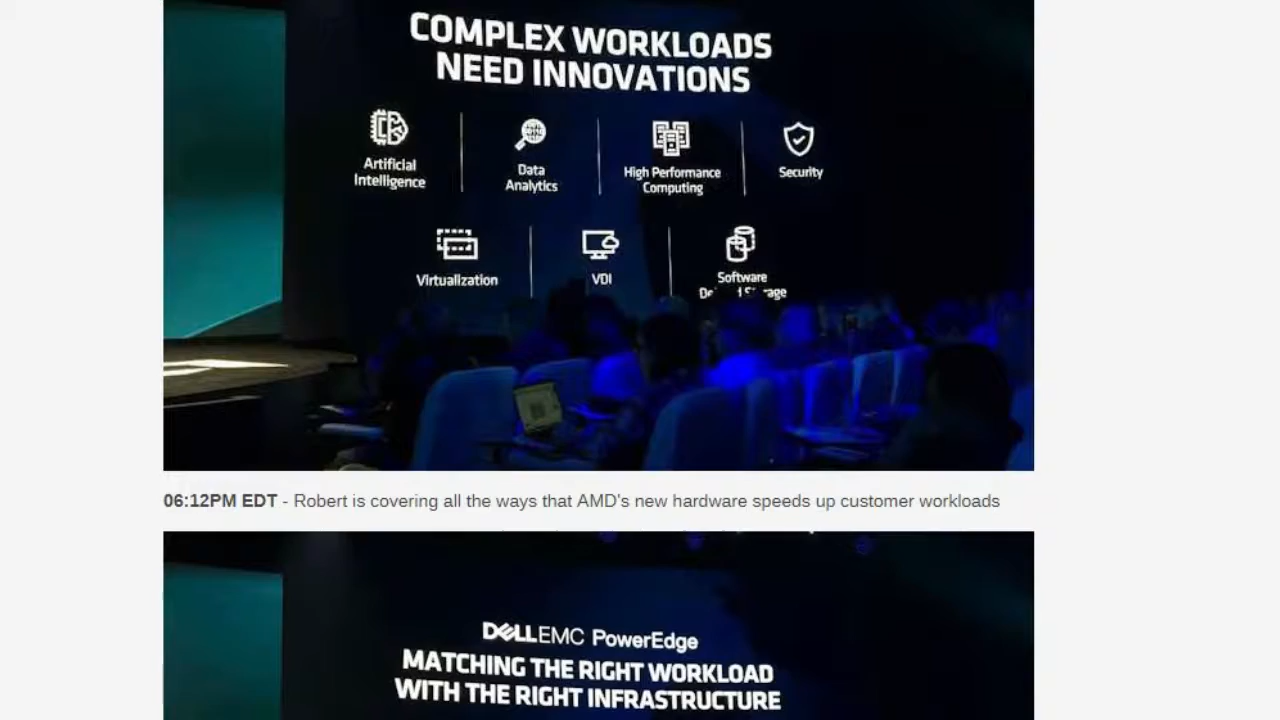 COMPLEX WORKLOADS
NEED INNOVATIONS
Artificial
Intelligence
Data
Analytics
High Performance
Computing
Security
Virtualization
VDI
Software
06:12PM EDT - Robert is covering all the ways that AMD's new hardware speeds up customer workloads
DELLEMC PowerEdge
MATCHING THE RIGHT WORKLOAD
WITH THE RIGHT INFRASTRUCTURE